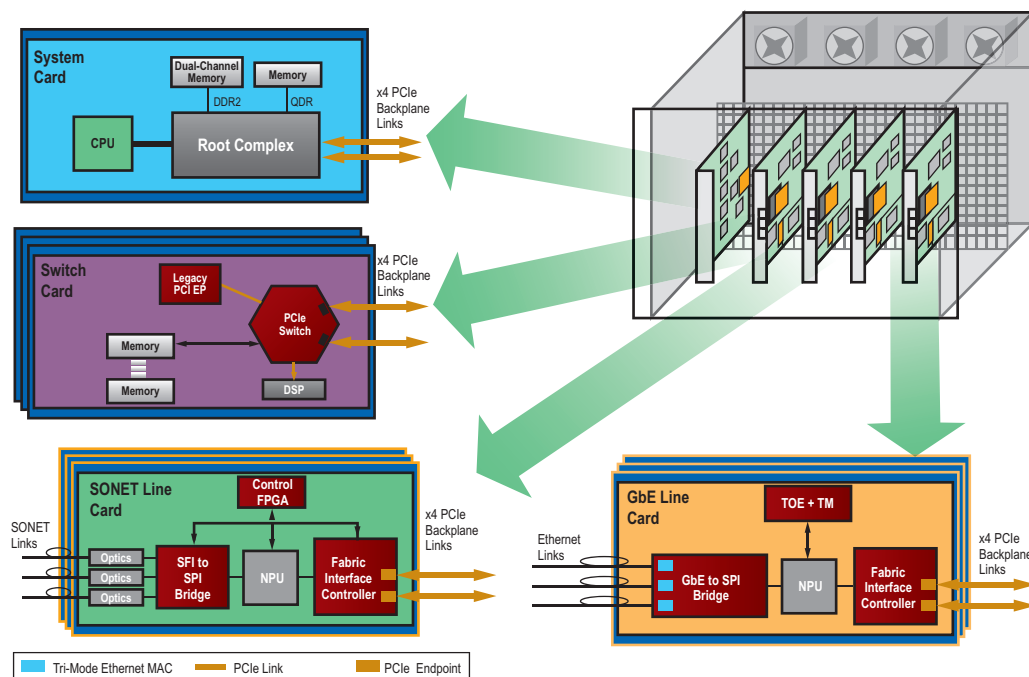 System
Card
Dual-Channel
Memory
Memory
DDR2
QDR
CPU
Root Complex
x4 PCIe
Backplane
Links
Switch
Card
Legacy
PCI EP
PCIe
Switch
Memory
Memory
DSP
x4 PCIe
Backplane
Links
SONET Line
Card
Control
FPGA
SONET
Links
Optics
Optics
Optics
SFI to
SPI
Bridge
NPU
Fabric
Interface
Controller
x4 PCIe
Backplane
Links
GbE Line
Card
TOE + TM
Ethernet
Links
GbE to SPI
Bridge
NPU
Fabric
Interface
Controller
x4 PCIe
Backplane
Links
Tri-Mode Ethernet MAC
PCIe Link
PCIe Endpoint